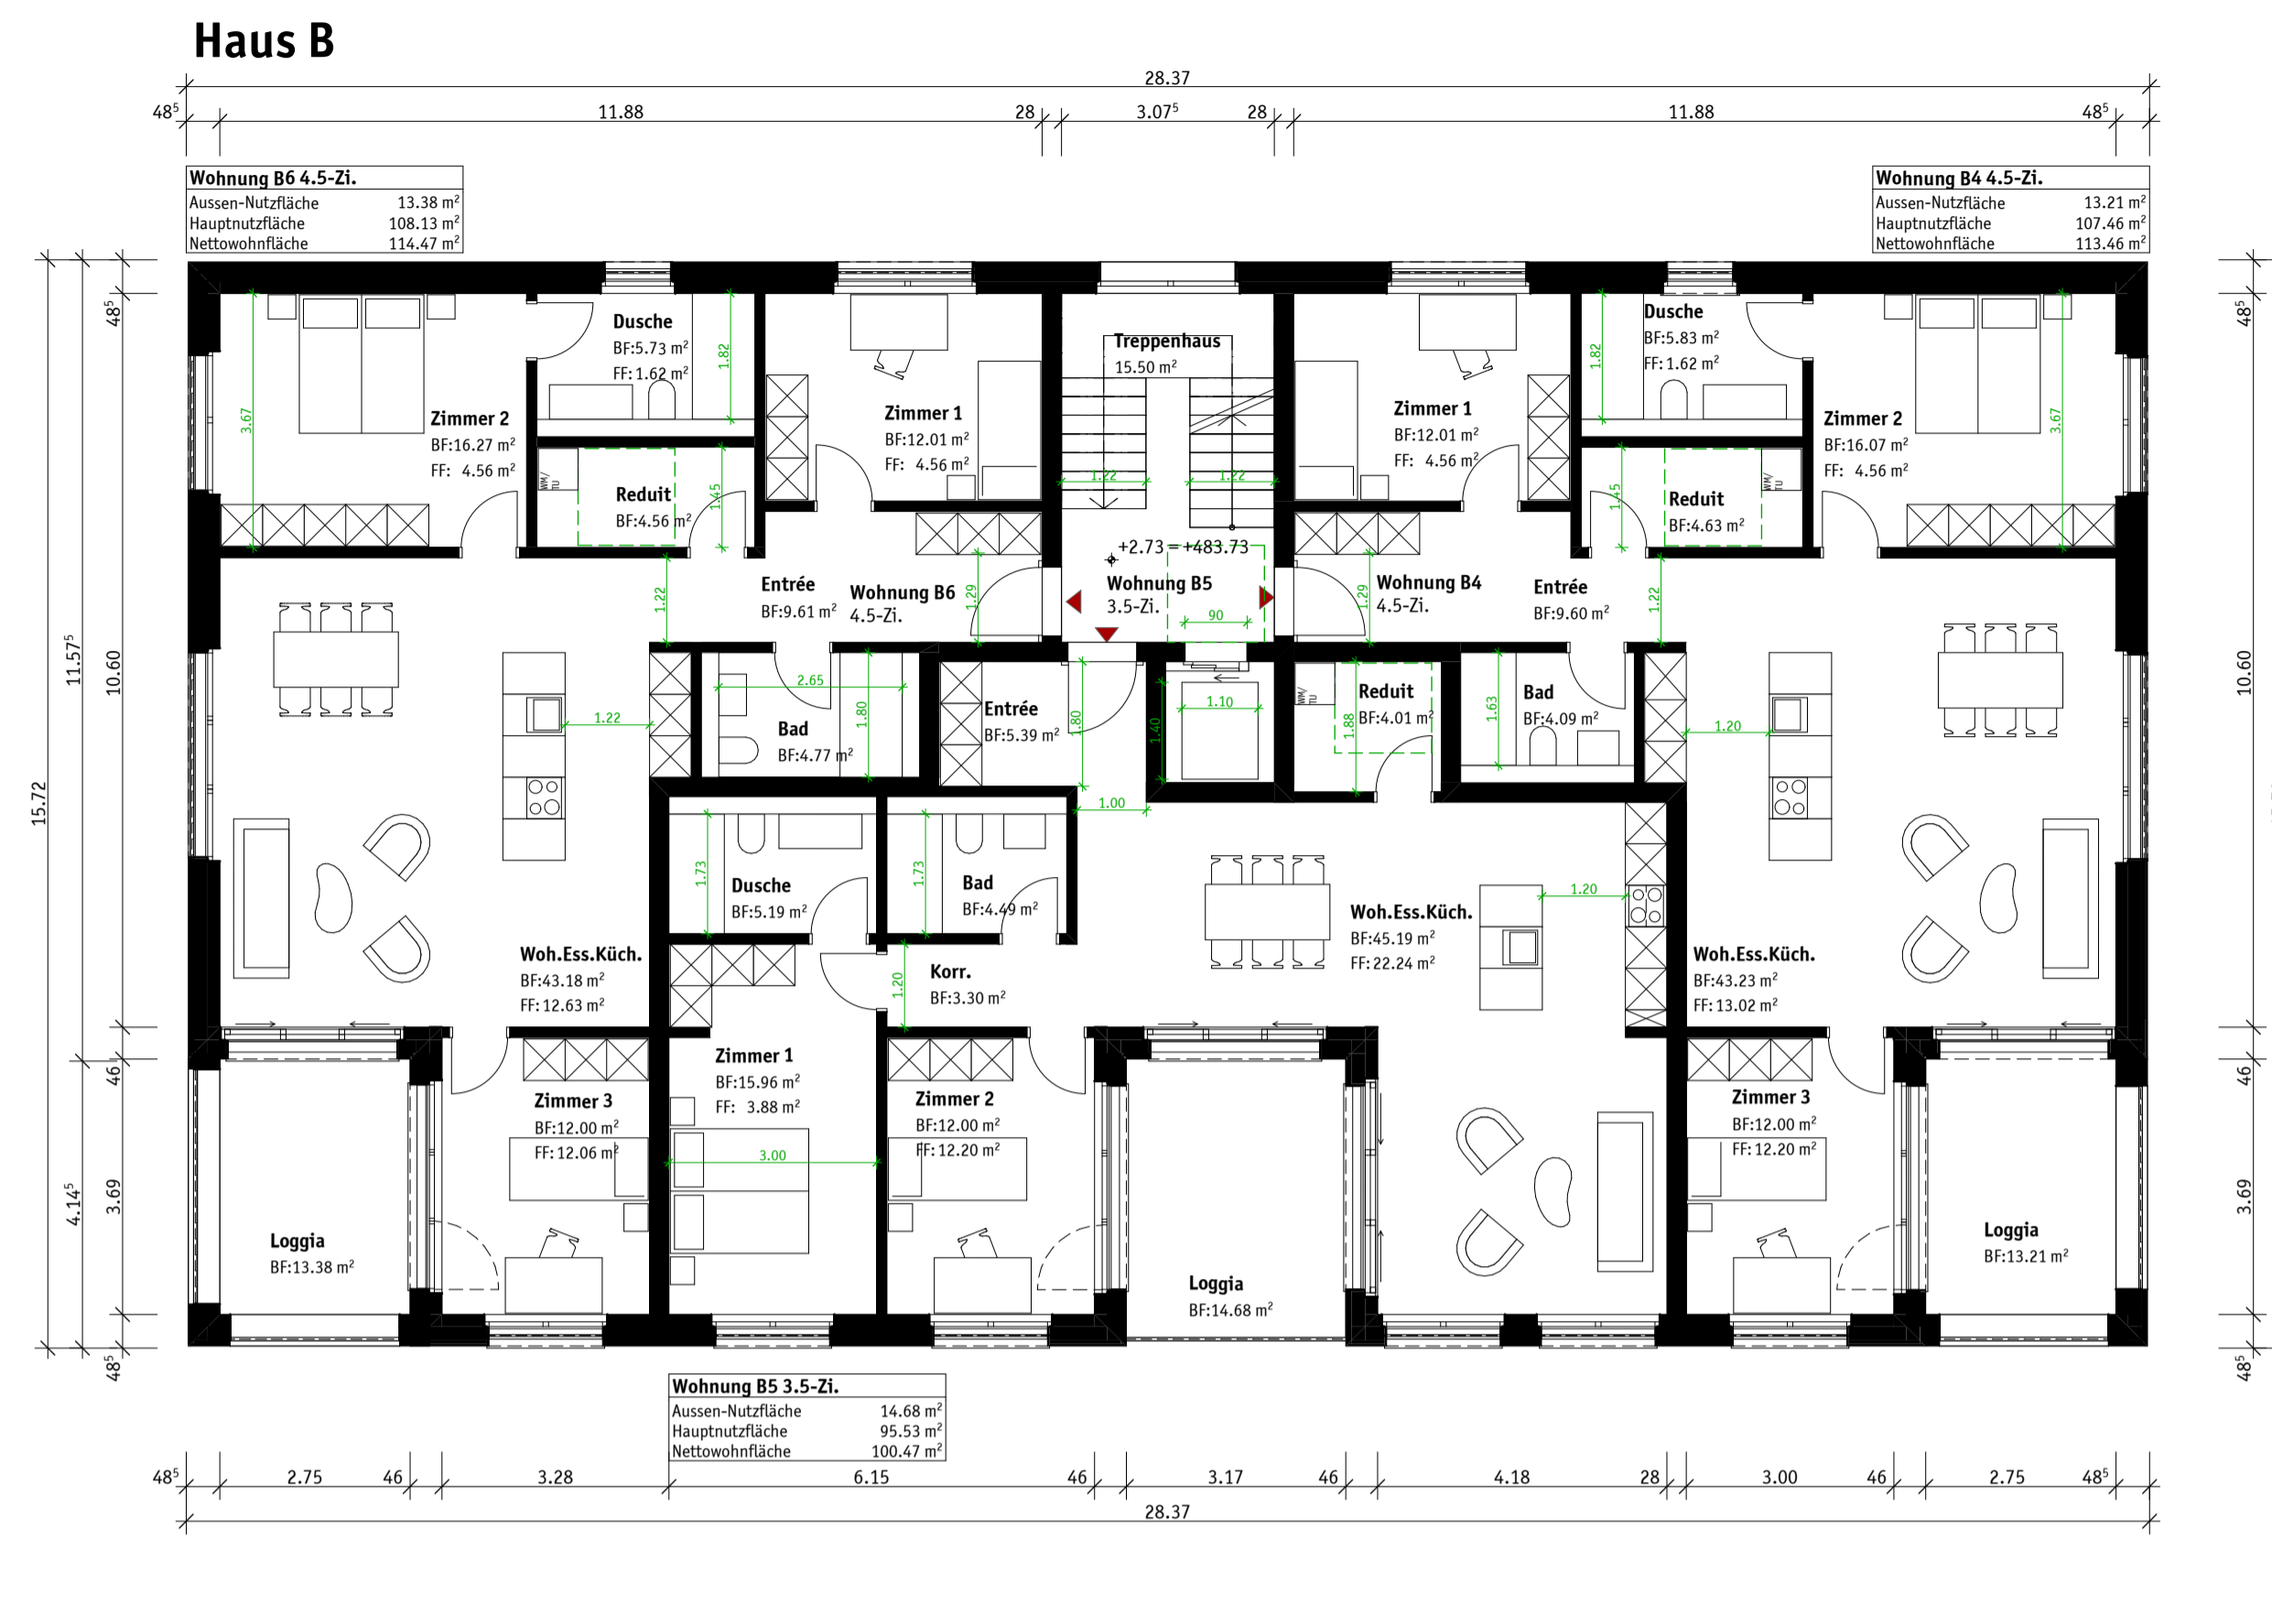 Haus B
28.37
48⁵ 11.88 28 3.07⁵ 28 11.88 48⁵
Wohnung B6 4.5-Zi.
Aussen-Nutzfläche 13.38 m²
Hauptnutzfläche 108.13 m²
Nettowohnfläche 114.47 m²
Wohnung B4 4.5-Zi.
Aussen-Nutzfläche 13.21 m²
Hauptnutzfläche 107.46 m²
Nettowohnfläche 113.46 m²
15.72
11.57⁵
4.14⁵
48⁵
10.60
46
3.69
48⁵
Zimmer 2
BF:16.27 m²
FF: 4.56 m²
3.67
Dusche
BF:5.73 m²
FF: 1.62 m²
1.82
Reduit
BF:4.56 m²
WM/
TU
1.45
Zimmer 1
BF:12.01 m²
FF: 4.56 m²
Treppenhaus
15.50 m²
1.22
1.22
+2.73 = +483.73
Zimmer 1
BF:12.01 m²
FF: 4.56 m²
Dusche
BF:5.83 m²
FF: 1.62 m²
1.82
Reduit
BF:4.63 m²
WM/
TU
1.45
Zimmer 2
BF:16.07 m²
FF: 4.56 m²
3.67
1.22
Entrée
BF:9.61 m²
Wohnung B6
4.5-Zi.
1.29
Wohnung B5
3.5-Zi.
90
Wohnung B4
4.5-Zi.
1.29
Entrée
BF:9.60 m²
1.22
1.22
2.65
Bad
BF:4.77 m²
1.80
Entrée
BF:5.39 m²
1.80
1.00
1.10
1.40
WM/
TU
Reduit
BF:4.01 m²
1.88
Bad
BF:4.09 m²
1.63
1.20
1.73
Dusche
BF:5.19 m²
1.73
Bad
BF:4.49 m²
Woh.Ess.Küch.
BF:45.19 m²
FF: 22.24 m²
1.20
Woh.Ess.Küch.
BF:43.18 m²
FF: 12.63 m²
Korr.
BF:3.30 m²
1.20
Woh.Ess.Küch.
BF:43.23 m²
FF: 13.02 m²
Zimmer 3
BF:12.00 m²
FF: 12.06 m²
Zimmer 1
BF:15.96 m²
FF: 3.88 m²
3.00
Zimmer 2
BF:12.00 m²
FF: 12.20 m²
Zimmer 3
BF:12.00 m²
FF: 12.20 m²
Loggia
BF:13.38 m²
Loggia
BF:14.68 m²
Loggia
BF:13.21 m²
48⁵
10.60
46
3.69
48⁵
Wohnung B5 3.5-Zi.
Aussen-Nutzfläche 14.68 m²
Hauptnutzfläche 95.53 m²
Nettowohnfläche 100.47 m²
48⁵ 2.75 46 3.28 6.15 46 3.17 46 4.18 28 3.00 46 2.75 48⁵
28.37